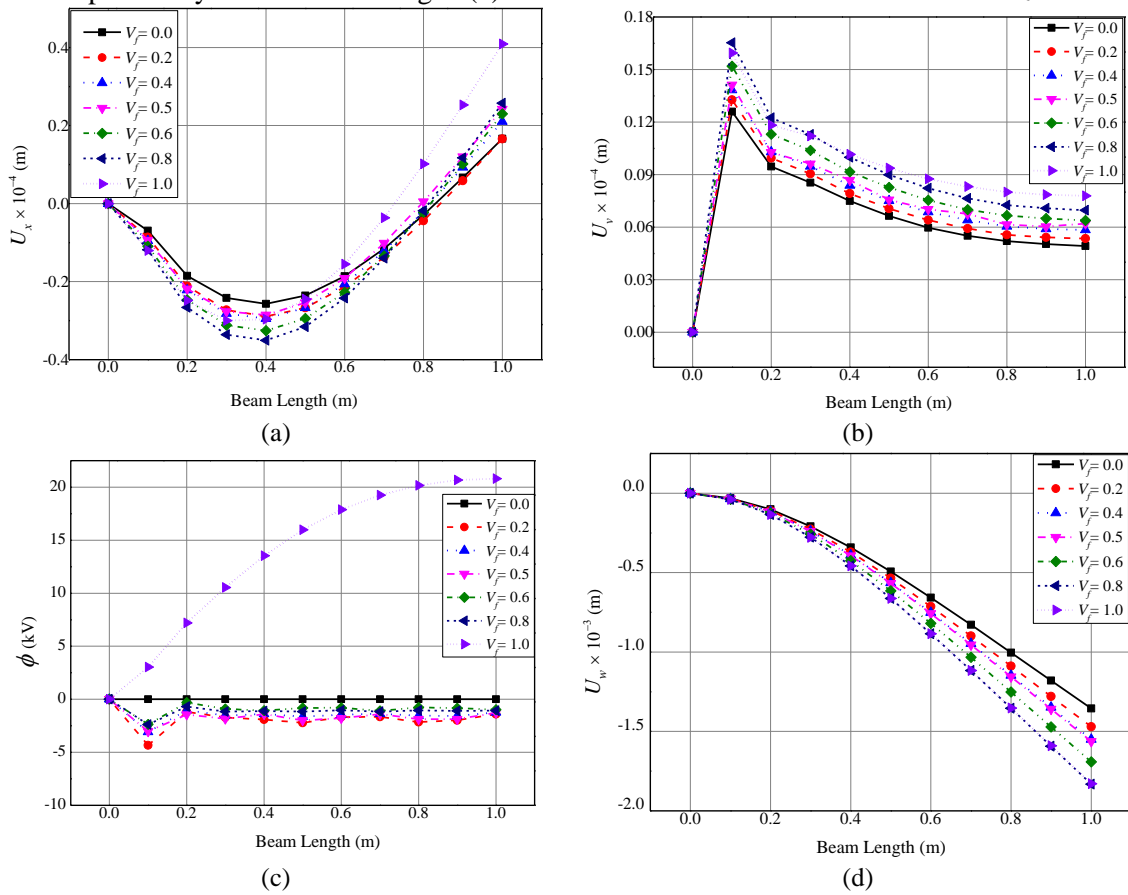 V_f = 0.0
V_f = 0.2
V_f = 0.4
V_f = 0.5
V_f = 0.6
V_f = 0.8
V_f = 1.0
0.4
0.2
0.0
-0.2
-0.4
U_x × 10^-4 (m)
0.0 0.2 0.4 0.6 0.8 1.0
Beam Length (m)
(a)
V_f = 0.0
V_f = 0.2
V_f = 0.4
V_f = 0.5
V_f = 0.6
V_f = 0.8
V_f = 1.0
0.18
0.15
0.12
0.09
0.06
0.03
0.00
U_v × 10^-4 (m)
0.0 0.2 0.4 0.6 0.8 1.0
Beam Length (m)
(b)
V_f = 0.0
V_f = 0.2
V_f = 0.4
V_f = 0.5
V_f = 0.6
V_f = 0.8
V_f = 1.0
20
15
10
5
0
-5
-10
ϕ (kV)
0.0 0.2 0.4 0.6 0.8 1.0
Beam Length (m)
(c)
V_f = 0.0
V_f = 0.2
V_f = 0.4
V_f = 0.5
V_f = 0.6
V_f = 0.8
V_f = 1.0
0.0
-0.5
-1.0
-1.5
-2.0
U_w × 10^-3 (m)
0.0 0.2 0.4 0.6 0.8 1.0
Beam Length (m)
(d)